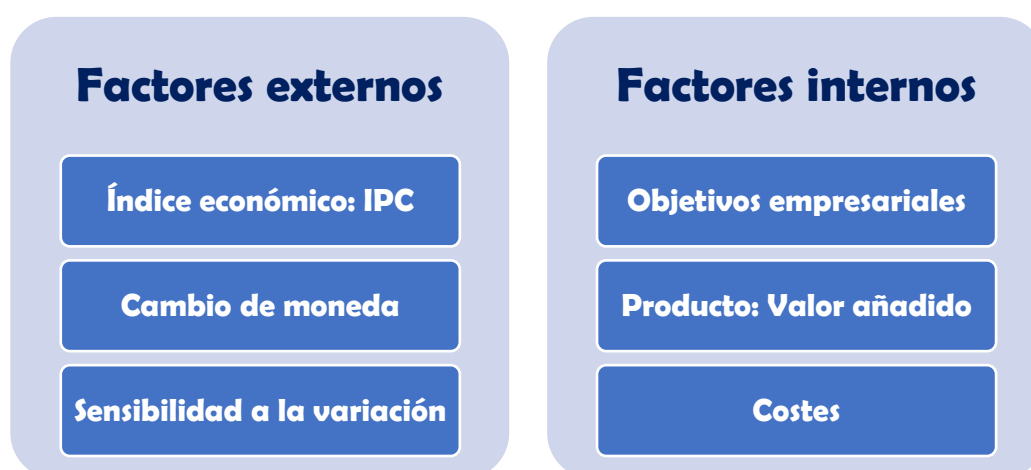 Factores externos
Índice económico: IPC
Cambio de moneda
Sensibilidad a la variación
Factores internos
Objetivos empresariales
Producto: Valor añadido
Costes